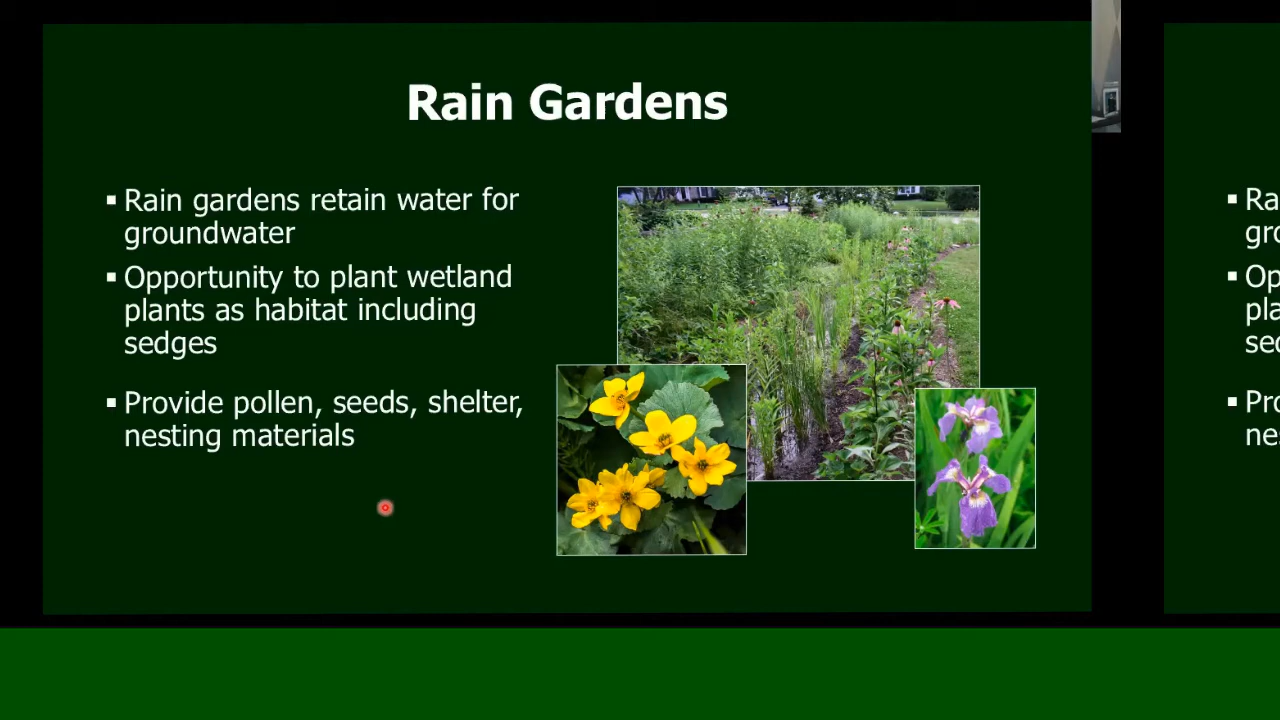 Rain Gardens
▪ Rain gardens retain water for
groundwater
▪ Opportunity to plant wetland
plants as habitat including
sedges
▪ Provide pollen, seeds, shelter,
nesting materials